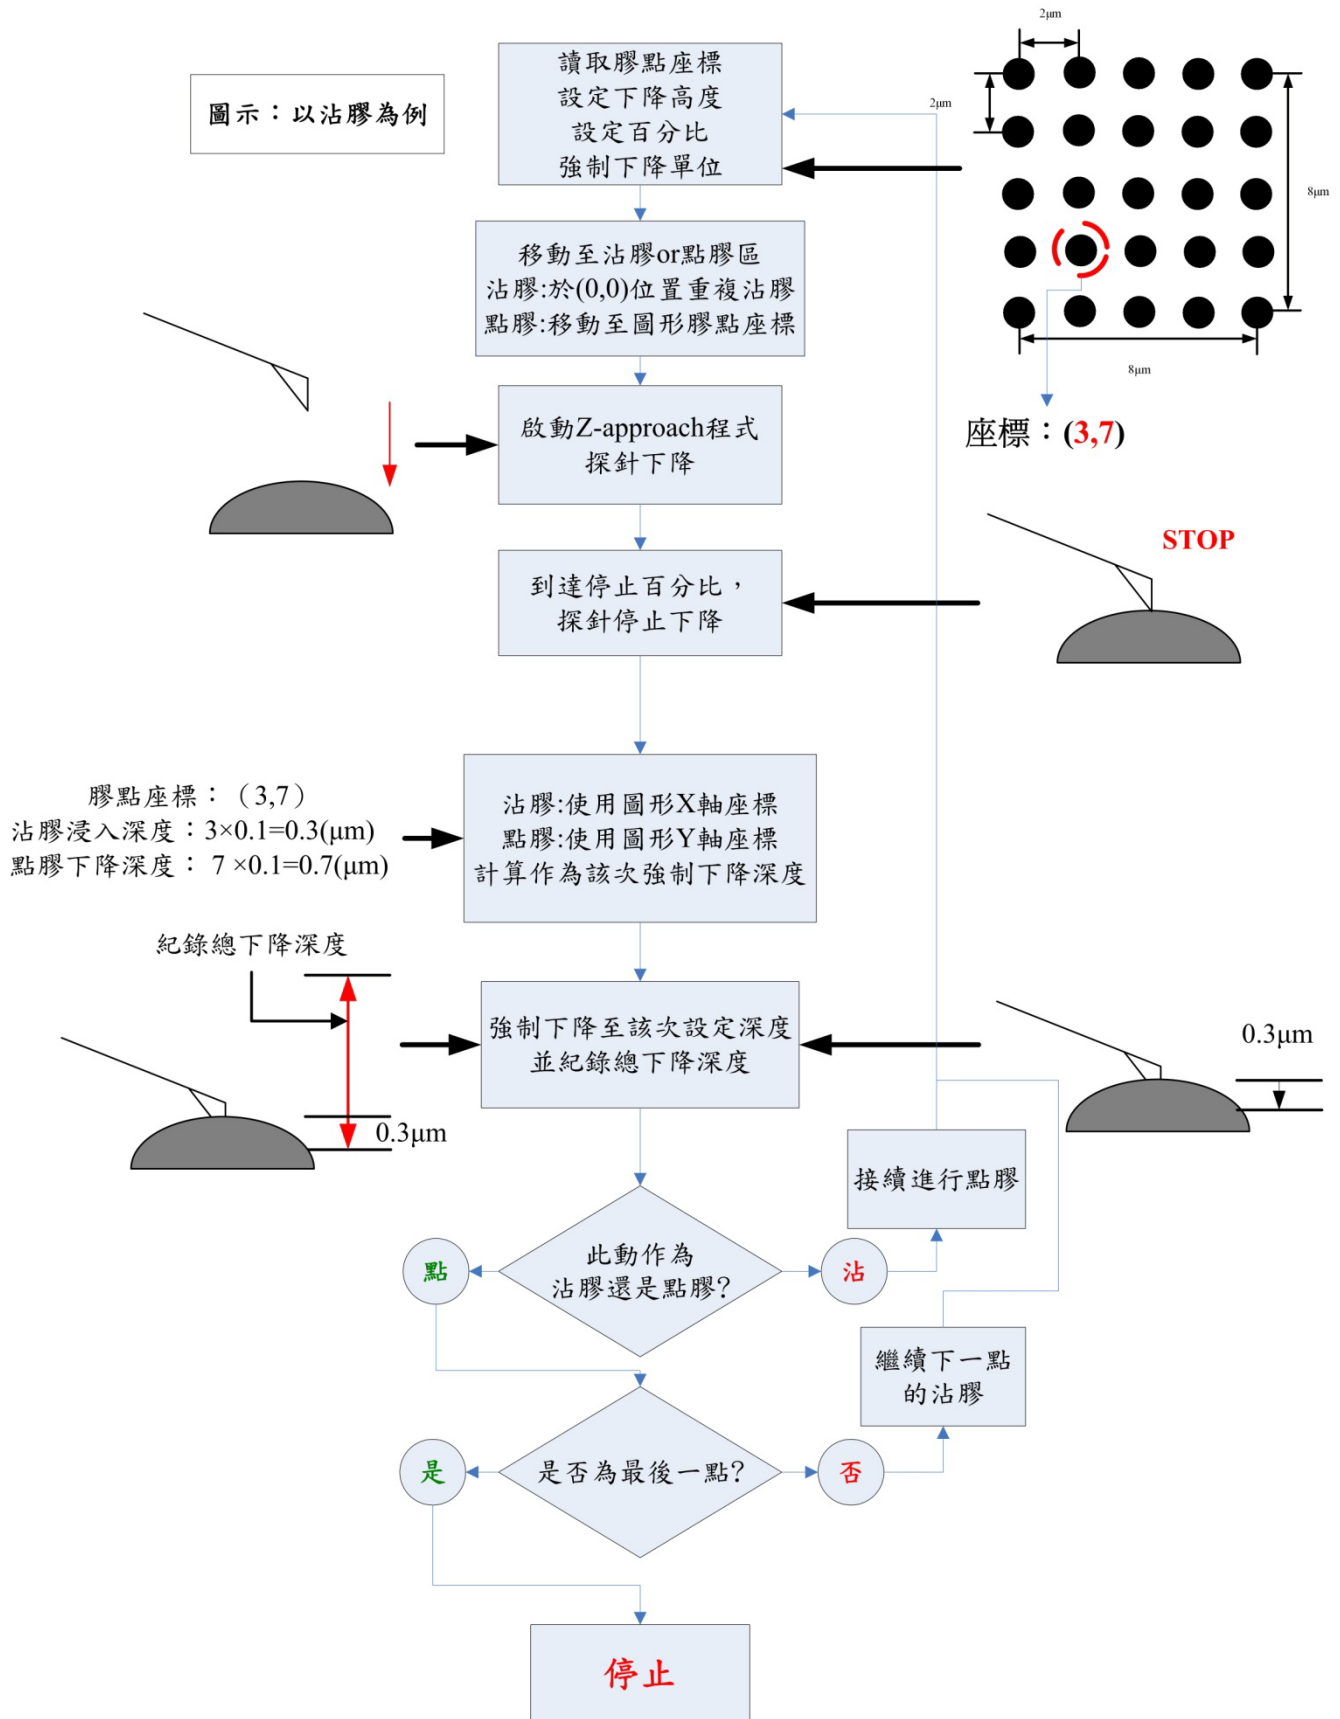 圖示：以沾膠為例
讀取膠點座標
設定下降高度
設定百分比
強制下降單位
2μm
2μm
8μm
8μm
座標：(3,7)
移動至沾膠or點膠區
沾膠:於(0,0)位置重複沾膠
點膠:移動至圖形膠點座標
啟動Z-approach程式
探針下降
到達停止百分比，
探針停止下降
STOP
膠點座標：（3,7）
沾膠浸入深度：3×0.1=0.3(μm)
點膠下降深度： 7 ×0.1=0.7(μm)
沾膠:使用圖形X軸座標
點膠:使用圖形Y軸座標
計算作為該次強制下降深度
紀錄總下降深度
0.3μm
強制下降至該次設定深度
並紀錄總下降深度
0.3μm
接續進行點膠
點
此動作為
沾膠還是點膠?
沾
繼續下一點
的沾膠
是
是否為最後一點?
否
停止